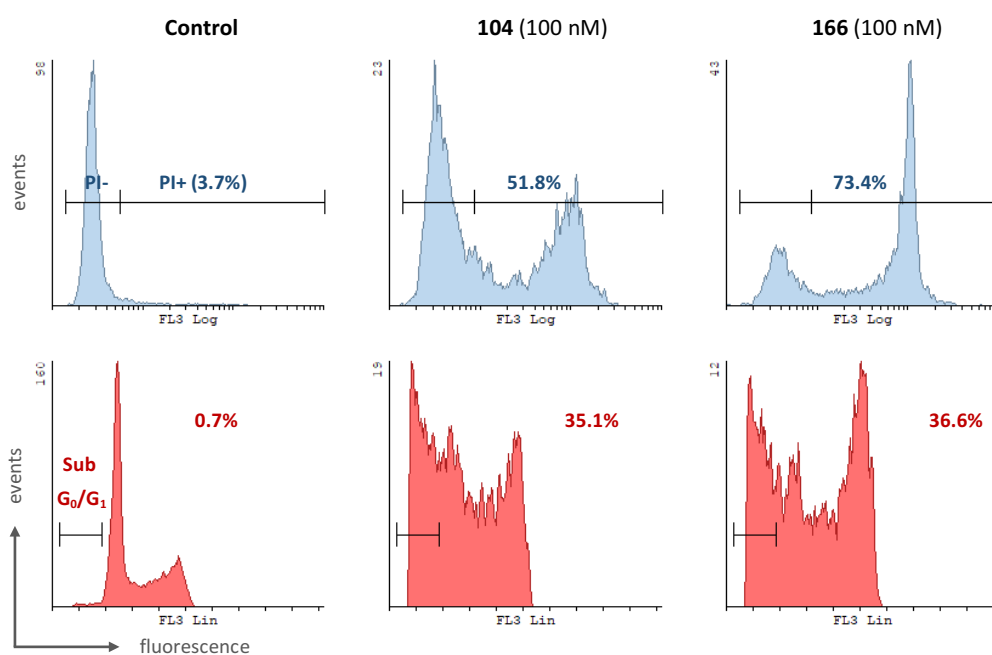 Control
104 (100 nM)
166 (100 nM)
98
23
43
events
PI-
PI+ (3.7%)
51.8%
73.4%
FL3 Log
FL3 Log
FL3 Log
160
19
12
events
0.7%
35.1%
36.6%
Sub
G₀/G₁
FL3 Lin
FL3 Lin
FL3 Lin
fluorescence